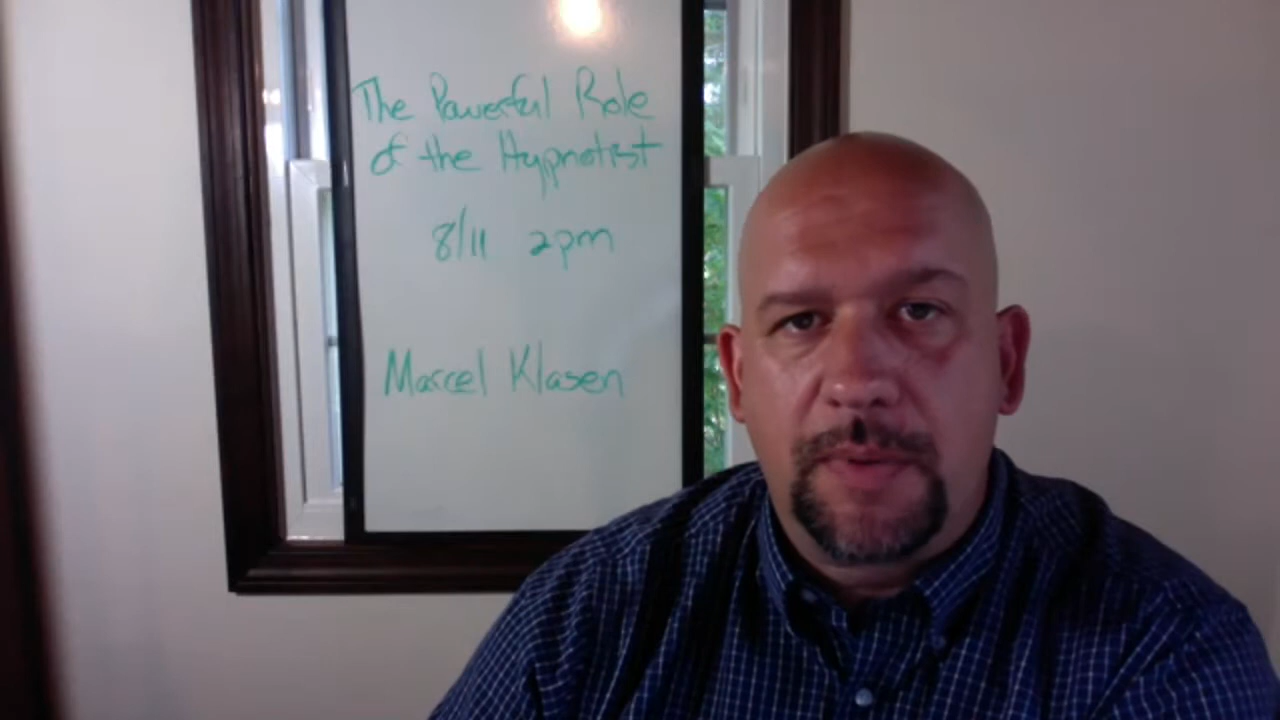 The Powerful Role
of the Hypnotist
8/11 2pm
Marcel Klasen